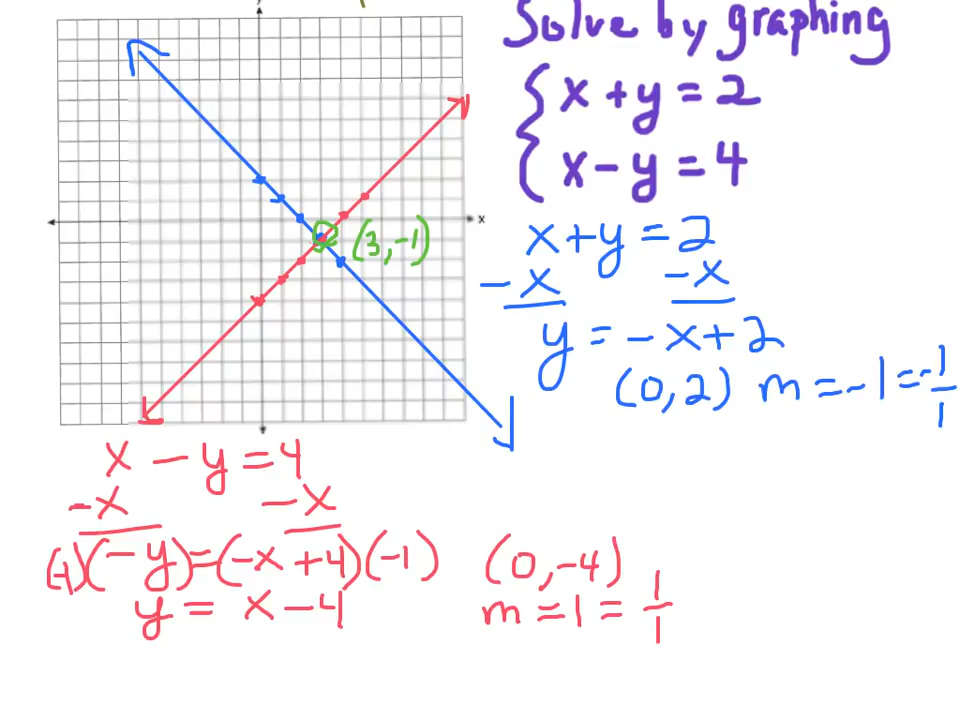 Solve by graphing
x + y = 2
x - y = 4
y
x
(3, -1)
x + y = 2
- x - x
y = - x + 2
(0, 2) m = -1 = -1/1
x - y = 4
- x - x
(-1)(- y) = (-x + 4)(-1)
y = x - 4
(0, -4)
m = 1 = 1/1